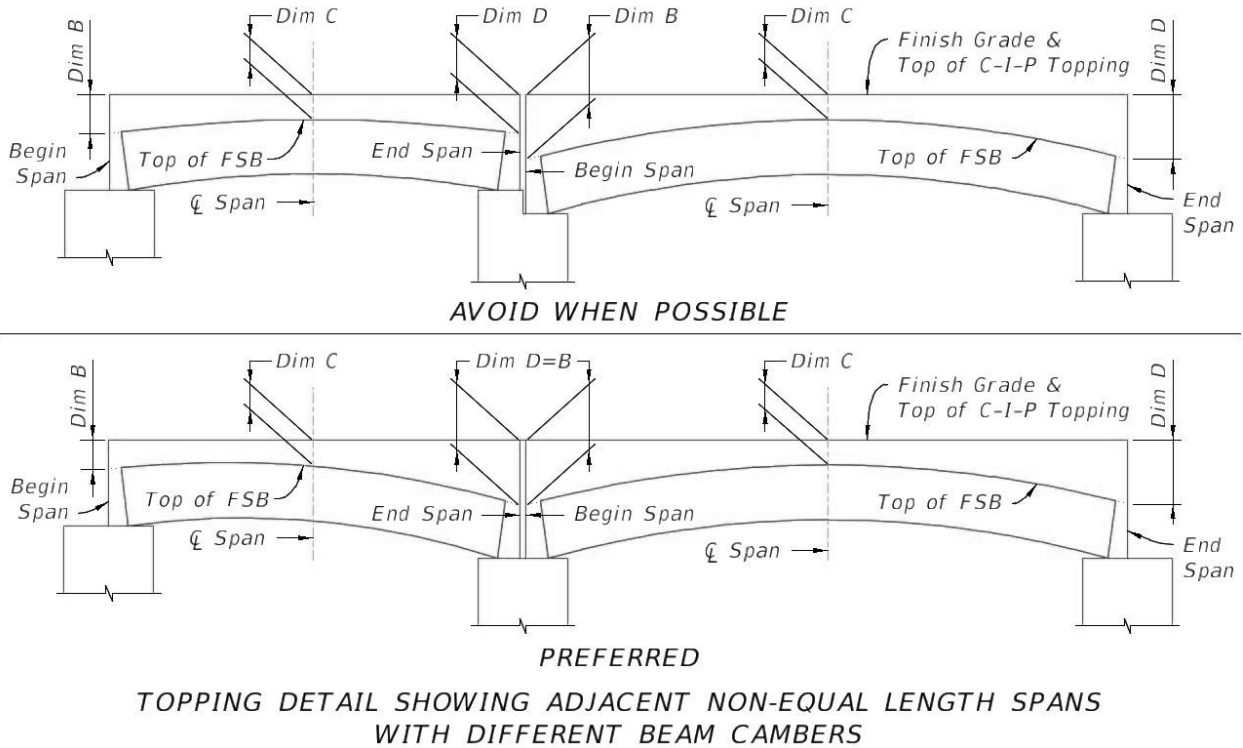 Dim B
Dim C
Dim D
Dim B
Dim C
Finish Grade &
Top of C-I-P Topping
Dim D
Begin
Span
Top of FSB
End Span
Begin Span
Top of FSB
℄ Span
℄ Span
End
Span
AVOID WHEN POSSIBLE
Dim B
Dim C
Dim D=B
Dim C
Finish Grade &
Top of C-I-P Topping
Dim D
Begin
Span
Top of FSB
End Span
Begin Span
Top of FSB
℄ Span
℄ Span
End
Span
PREFERRED
TOPPING DETAIL SHOWING ADJACENT NON-EQUAL LENGTH SPANS
WITH DIFFERENT BEAM CAMBERS